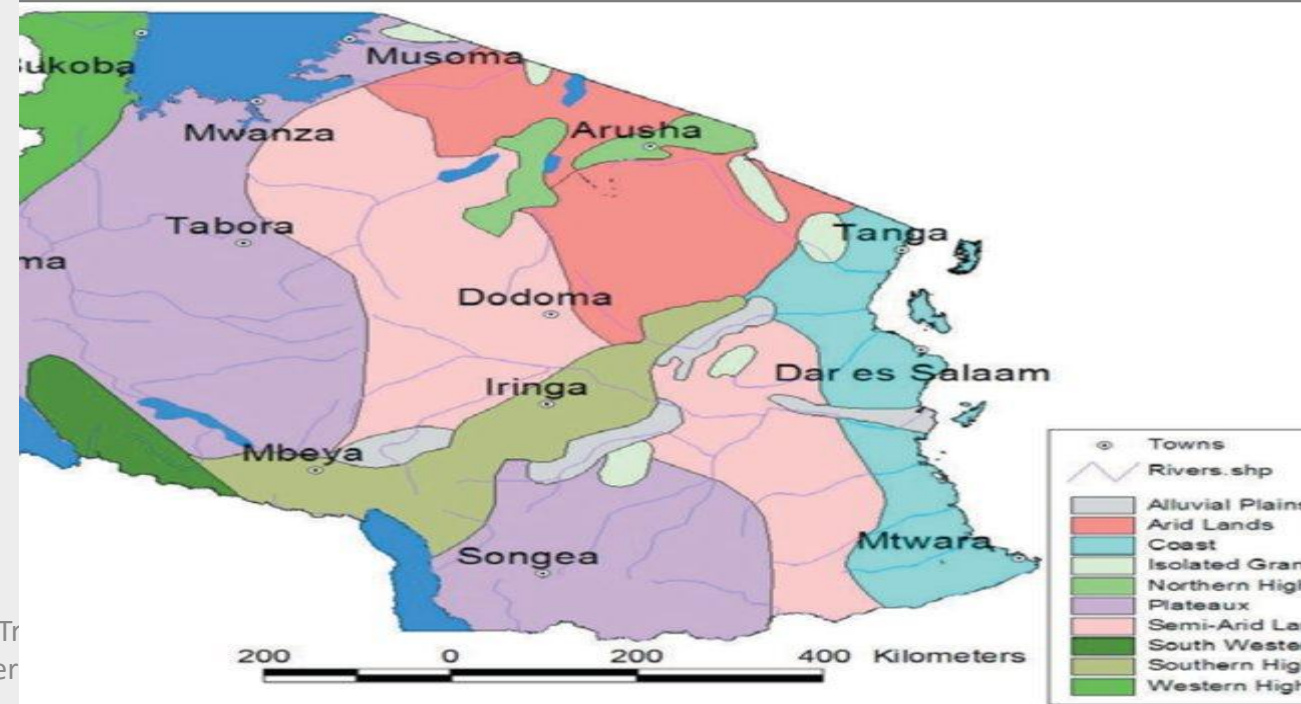 Musoma
ukoba
Mwanza
Arusha
Tabora
Tanga
ma
Dodoma
Dar es Salaam
Iringa
Mbeya
Towns
Rivers.shp
Alluvial Plains
Arid Lands
Mtwara
Coast
Songea
Isolated Gran
Northern High
Plateaux
Semi-Arid La
South Weste
Southern High
Western High
Tr
er
200 0 200 400 Kilometers